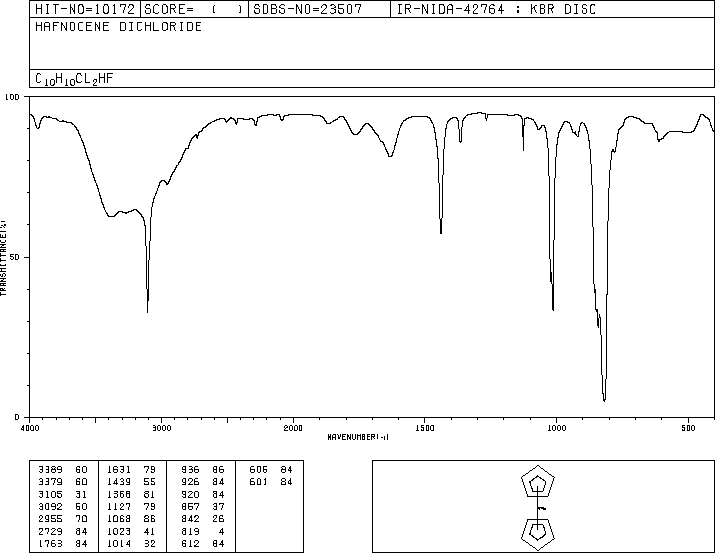 HIT-NO=10172 SCORE= ( ) SDBS-NO=23507 IR-NIDA-42764 : KBR DISC
HAFNOCENE DICHLORIDE
C10H10CL2HF
100
50
0
TRANSMITTANCE(%)
4000 3000 2000 1500 1000 500
WAVENUMBER(-1)
3389 60 1631 79 936 86 606 84
3379 60 1439 55 926 84 601 84
3105 31 1368 81 920 84
3092 60 1127 79 857 37
2955 70 1068 86 842 26
2729 84 1023 41 819 4
1763 84 1014 32 612 84